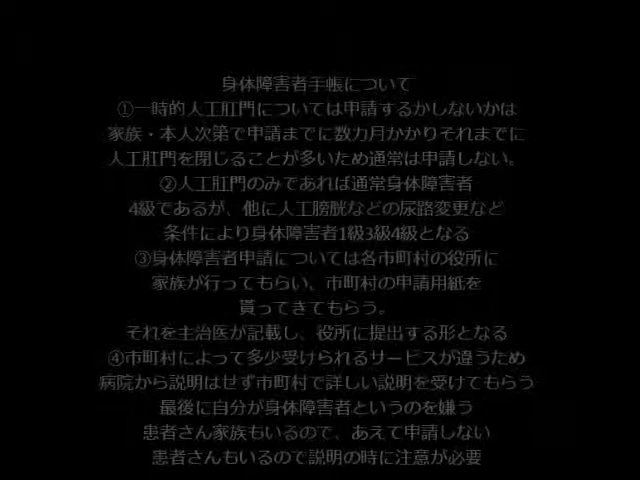 身体障害者手帳について
①一時的人工肛門については申請するかしないかは
家族・本人次第で申請までに数カ月かかりそれまでに
人工肛門を閉じることが多いため通常は申請しない。
②人工肛門のみであれば通常身体障害者
4級であるが、他に人工膀胱などの尿路変更など
条件により身体障害者1級3級4級となる
③身体障害者申請については各市町村の役所に
家族が行ってもらい、市町村の申請用紙を
貰ってきてもらう。
それを主治医が記載し、役所に提出する形となる
④市町村によって多少受けられるサービスが違うため
病院から説明はせず市町村で詳しい説明を受けてもらう
最後に自分が身体障害者というのを嫌う
患者さん家族もいるので、あえて申請しない
患者さんもいるので説明の時に注意が必要